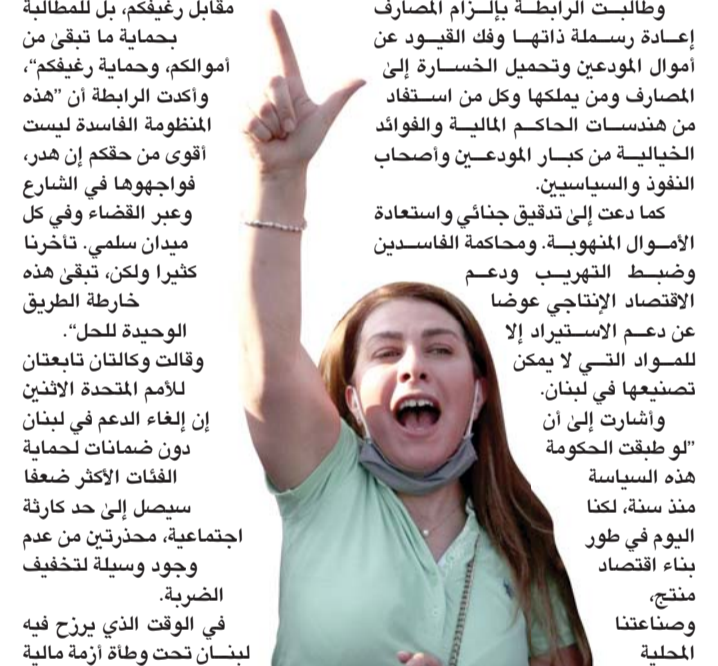 وطالبت الرابطة بإلزام المصارف
إعادة رسملة ذاتها وفك القيود عن
أموال المودعين وتحميل الخسارة إلى
المصارف ومن يملكها وكل من استفاد
من هندسات الحاكم المالية والفوائد
الخيالية من كبار المودعين وأصحاب
النفوذ والسياسيين.
كما دعت إلى تدقيق جنائي واستعادة
الأموال المنهوبة. ومحاكمة الفاسدين
وضبط التهريب ودعم
الاقتصاد الإنتاجي عوضا
عن دعم الاستيراد إلا
للمواد التي لا يمكن
تصنيعها في لبنان.
وأشارت إلى أن
”لو طبقت الحكومة
هذه السياسة
منذ سنة، لكنا
اليوم في طور
بناء اقتصاد
منتج،
وصناعتنا
المحلية
مقابل رغيفكم، بل للمطالبة
بحماية ما تبقى من
أموالكم، وحماية رغيفكم“،
وأكدت الرابطة أن ”هذه
المنظومة الفاسدة ليست
أقوى من حقكم إن هدر،
فواجهوها في الشارع
وعبر القضاء وفي كل
ميدان سلمي. تأخرنا
كثيرا ولكن، تبقى هذه
خارطة الطريق
الوحيدة للحل“.
وقالت وكالتان تابعتان
للأمم المتحدة الاثنين
إن إلغاء الدعم في لبنان
دون ضمانات لحماية
الفئات الأكثر ضعفا
سيصل إلى حد كارثة
اجتماعية، محذرتين من عدم
وجود وسيلة لتخفيف
الضربة.
في الوقت الذي يرزح فيه
لبنان تحت وطأة أزمة مالية